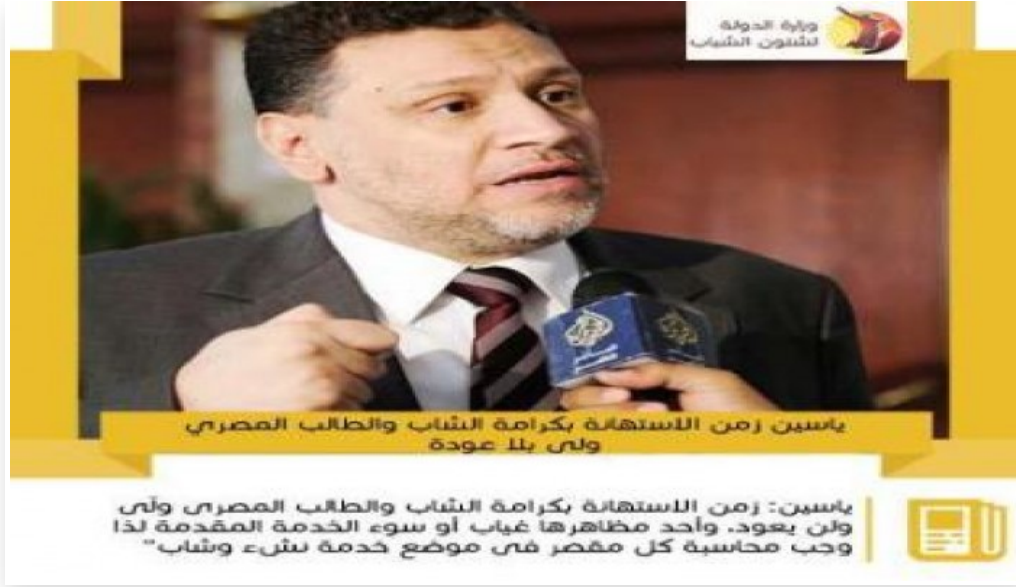 وزارة الدولة
لشئون الشباب
مباشر
مصر
ياسين زمن الاستهانة بكرامة الشاب والطالب المصري
ولى بلا عودة
ياسين: زمن الاستهانة بكرامة الشاب والطالب المصرى ولّى
ولن يعود. وأحد مظاهرها غياب أو سوء الخدمة المقدمة لذا
وجب محاسبة كل مقصر فى موضع خدمة نشء وشاب"